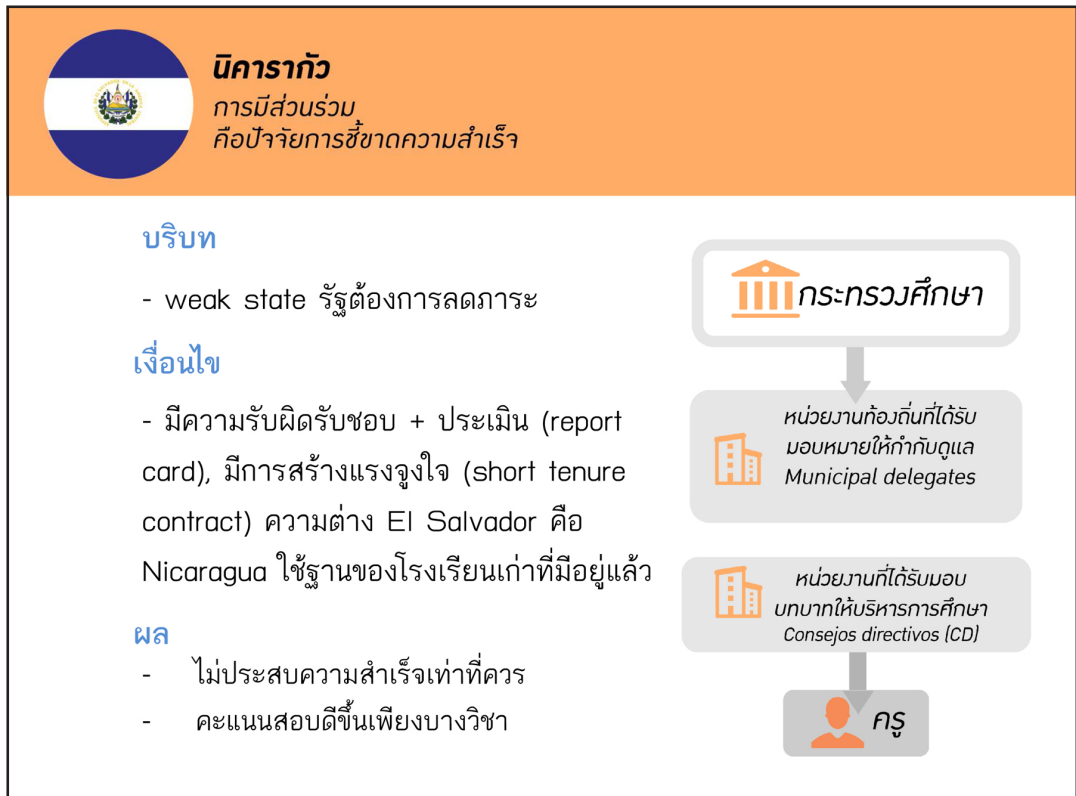 นิคารากัว
การมีส่วนร่วม
คือปัจจัยการชี้ขาดความสำเร็จ
บริบท
- weak state รัฐต้องการลดภาระ
เงื่อนไข
- มีความรับผิดรับชอบ + ประเมิน (report
card), มีการสร้างแรงจูงใจ (short tenure
contract) ความต่าง El Salvador คือ
Nicaragua ใช้ฐานของโรงเรียนเก่าที่มีอยู่แล้ว
ผล
- ไม่ประสบความสำเร็จเท่าที่ควร
- คะแนนสอบดีขึ้นเพียงบางวิชา
กระทรวงศึกษา
หน่วยงานท้องถิ่นที่ได้รับ
มอบหมายให้กำกับดูแล
Municipal delegates
หน่วยงานที่ได้รับมอบ
บทบาทให้บริหารการศึกษา
Consejos directivos (CD)
ครู